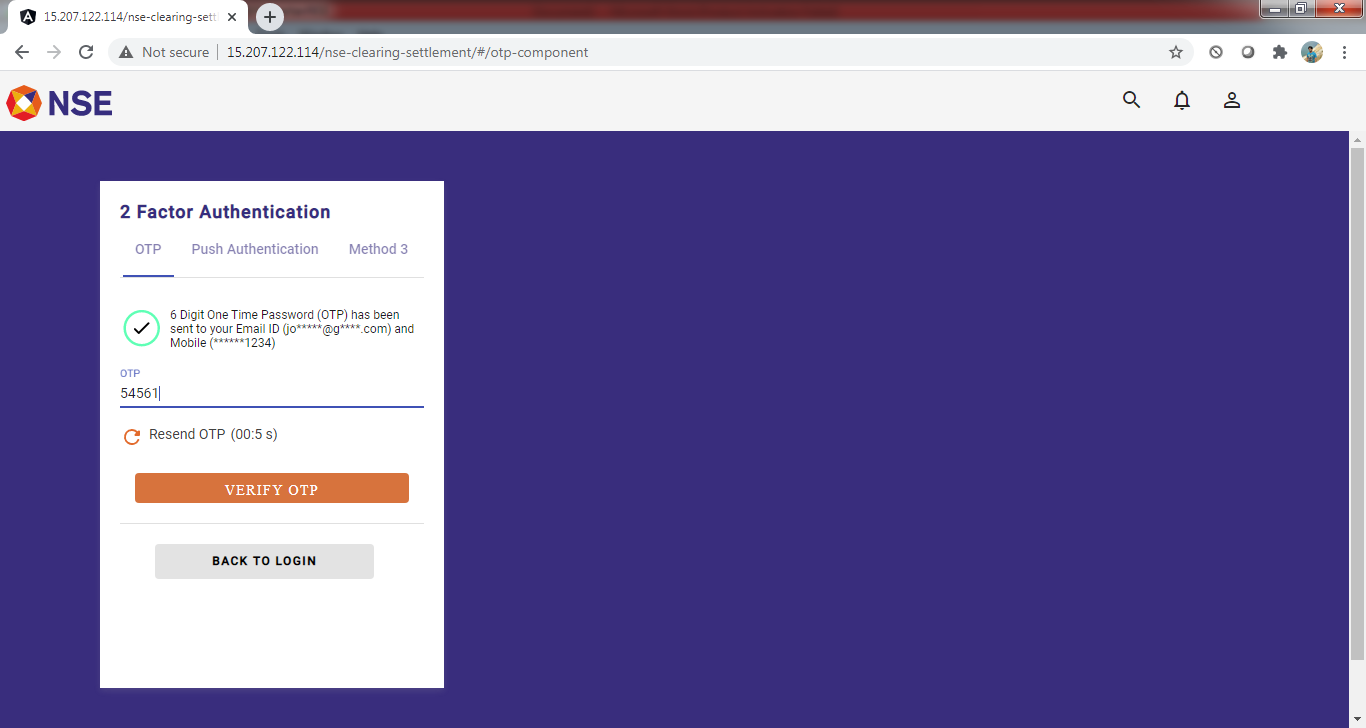 15.207.122.114/nse-clearing-sett
Not secure
15.207.122.114/nse-clearing-settlement/#/otp-component
NSE
2 Factor Authentication
OTP
Push Authentication
Method 3
6 Digit One Time Password (OTP) has been
sent to your Email ID (jo*****@g****.com) and
Mobile (******1234)
OTP
54561
Resend OTP (00:5 s)
VERIFY OTP
BACK TO LOGIN